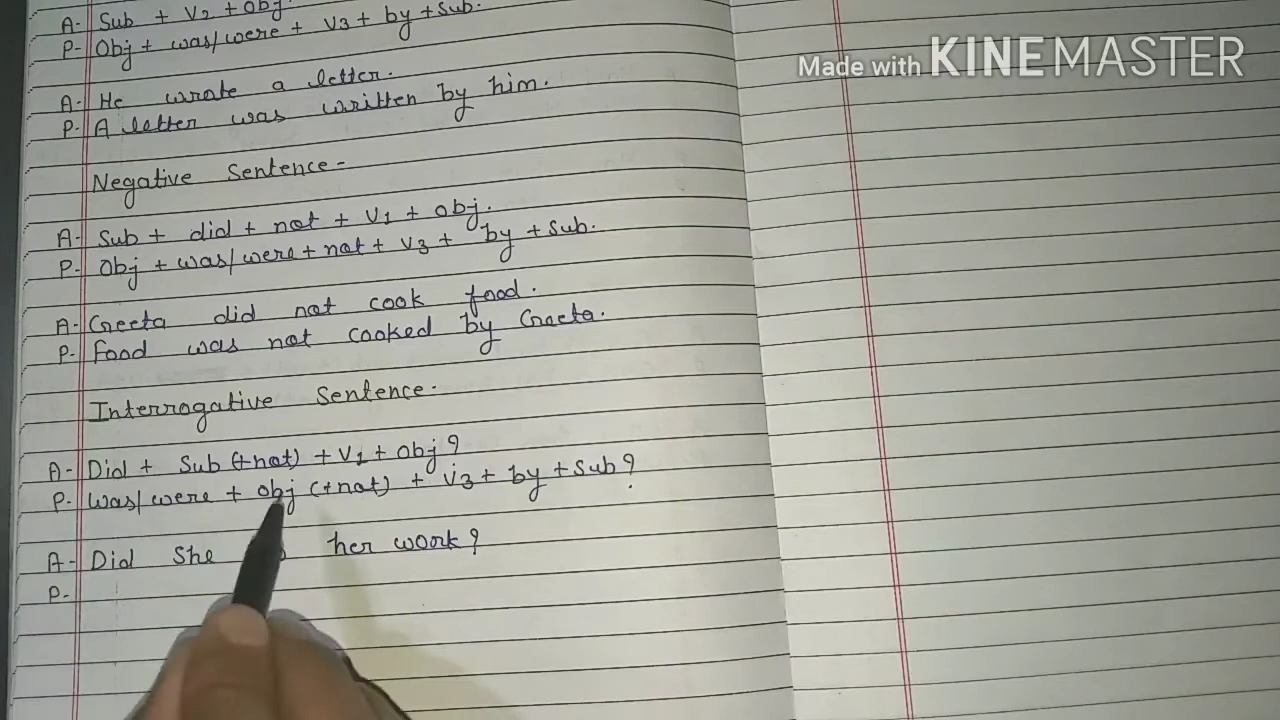 A- Sub + V2 + Obj.
P- Obj + was/were + V3 + by + Sub.
Made with KINEMASTER
A- He wrote a letter.
P- A letter was written by him.
Negative Sentence-
A- Sub + did + not + V1 + obj.
P- Obj + was/were + not + V3 + by + Sub.
A- Geeta did not cook food.
P- Food was not cooked by Geeta.
Interrogative Sentence-
A- Did + Sub (+not) + V1 + Obj?
P- Was/were + Obj (+not) + V3 + by + Sub?
A- Did She her work?
P-